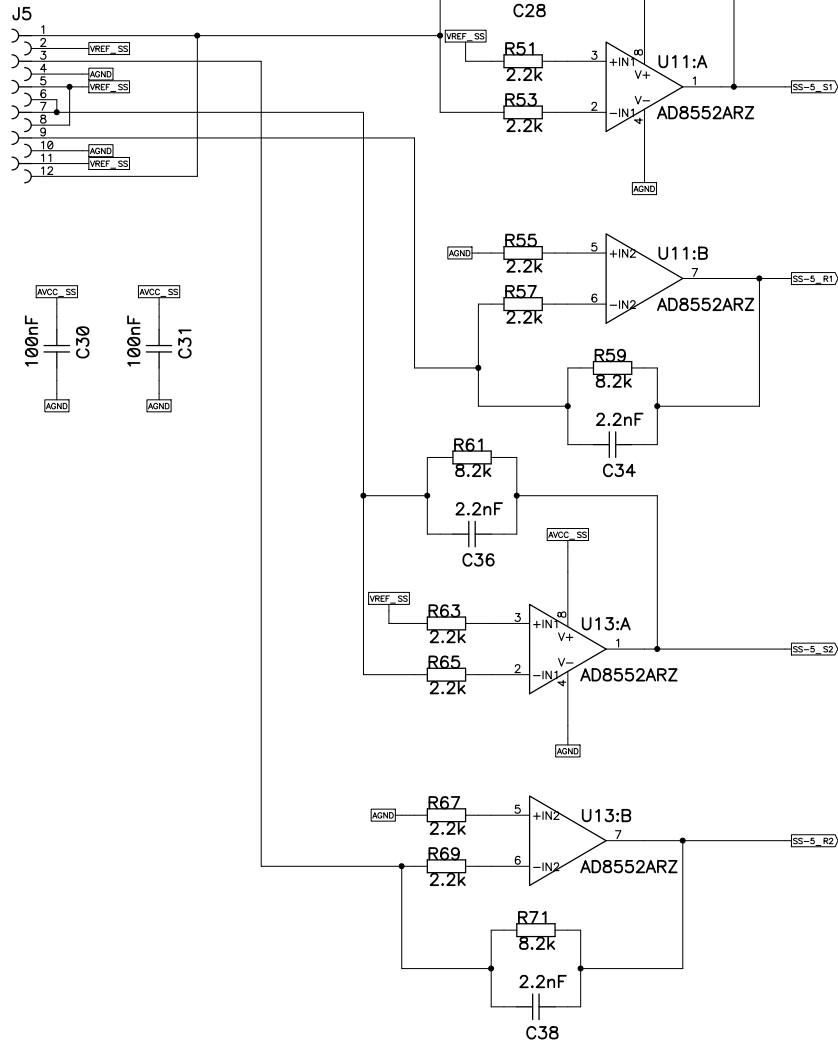 J5
1
2 VREF_SS
3
4 AGND
5 VREF_SS
6
7
8
9
10 AGND
11 VREF_SS
12
C28
VREF_SS
R51
2.2k
R53
2.2k
3 +IN1
2 -IN1
8
V+
V-
4
U11:A
1
AD8552ARZ
SS-5_S1
AGND
AGND
R55
2.2k
R57
2.2k
5 +IN2
6 -IN2
U11:B
7
AD8552ARZ
SS-5_R1
R59
8.2k
2.2nF
C34
AVCC_SS
100nF
C30
AGND
AVCC_SS
100nF
C31
AGND
R61
8.2k
2.2nF
C36
AVCC_SS
VREF_SS
R63
2.2k
R65
2.2k
3 +IN1
2 -IN1
8
V+
V-
4
U13:A
1
AD8552ARZ
SS-5_S2
AGND
AGND
R67
2.2k
R69
2.2k
5 +IN2
6 -IN2
U13:B
7
AD8552ARZ
SS-5_R2
R71
8.2k
2.2nF
C38